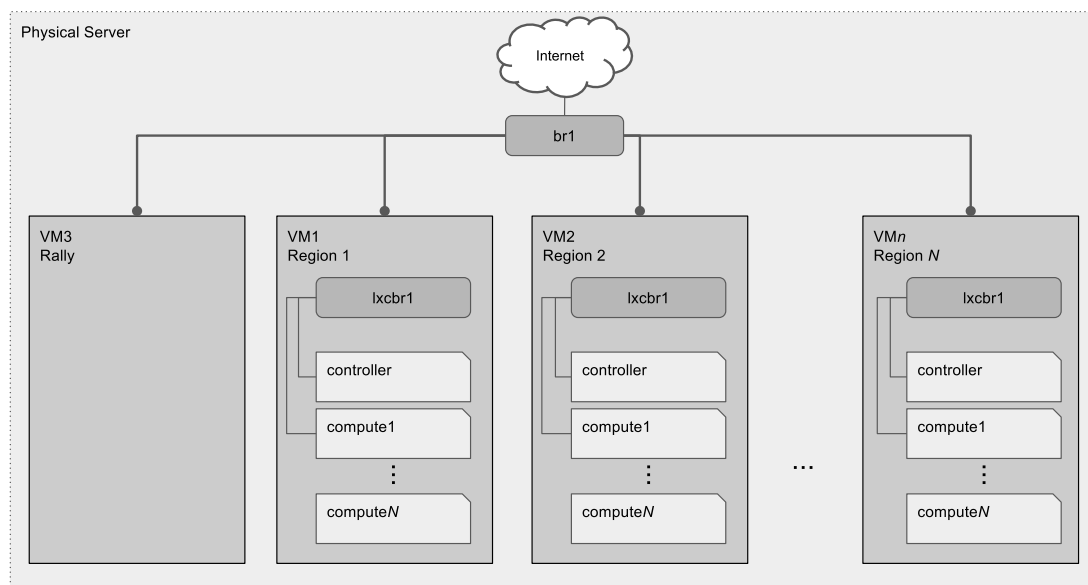 Physical Server
Internet
br1
VM3
Rally
VM1
Region 1
lxcbr1
controller
compute1
⋮
computeN
VM2
Region 2
lxcbr1
controller
compute1
⋮
computeN
...
VMn
Region N
lxcbr1
controller
compute1
⋮
computeN